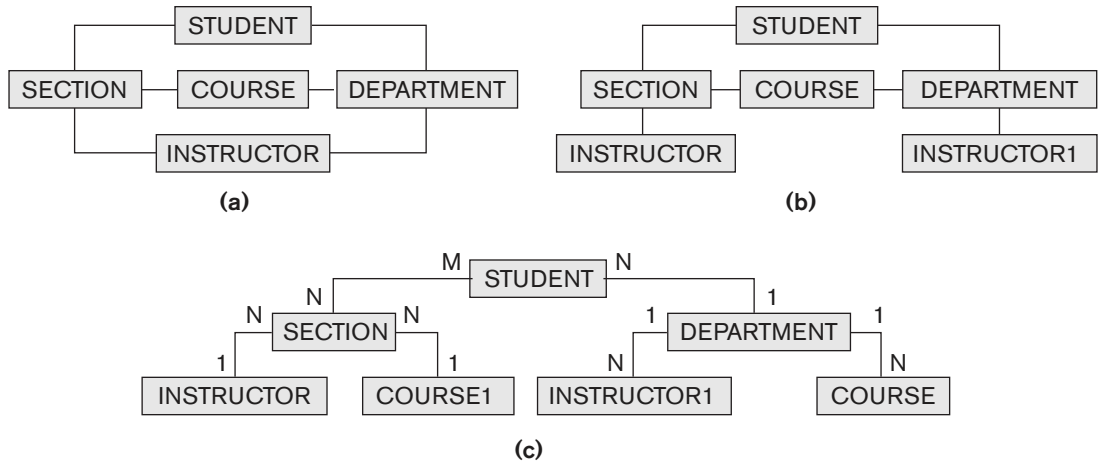 STUDENT STUDENT
SECTION COURSE DEPARTMENT SECTION COURSE DEPARTMENT
INSTRUCTOR INSTRUCTOR INSTRUCTOR1
(a) (b)
M STUDENT N
N 1
N SECTION N 1 DEPARTMENT 1
1 1 N N
INSTRUCTOR COURSE1 INSTRUCTOR1 COURSE
(c)